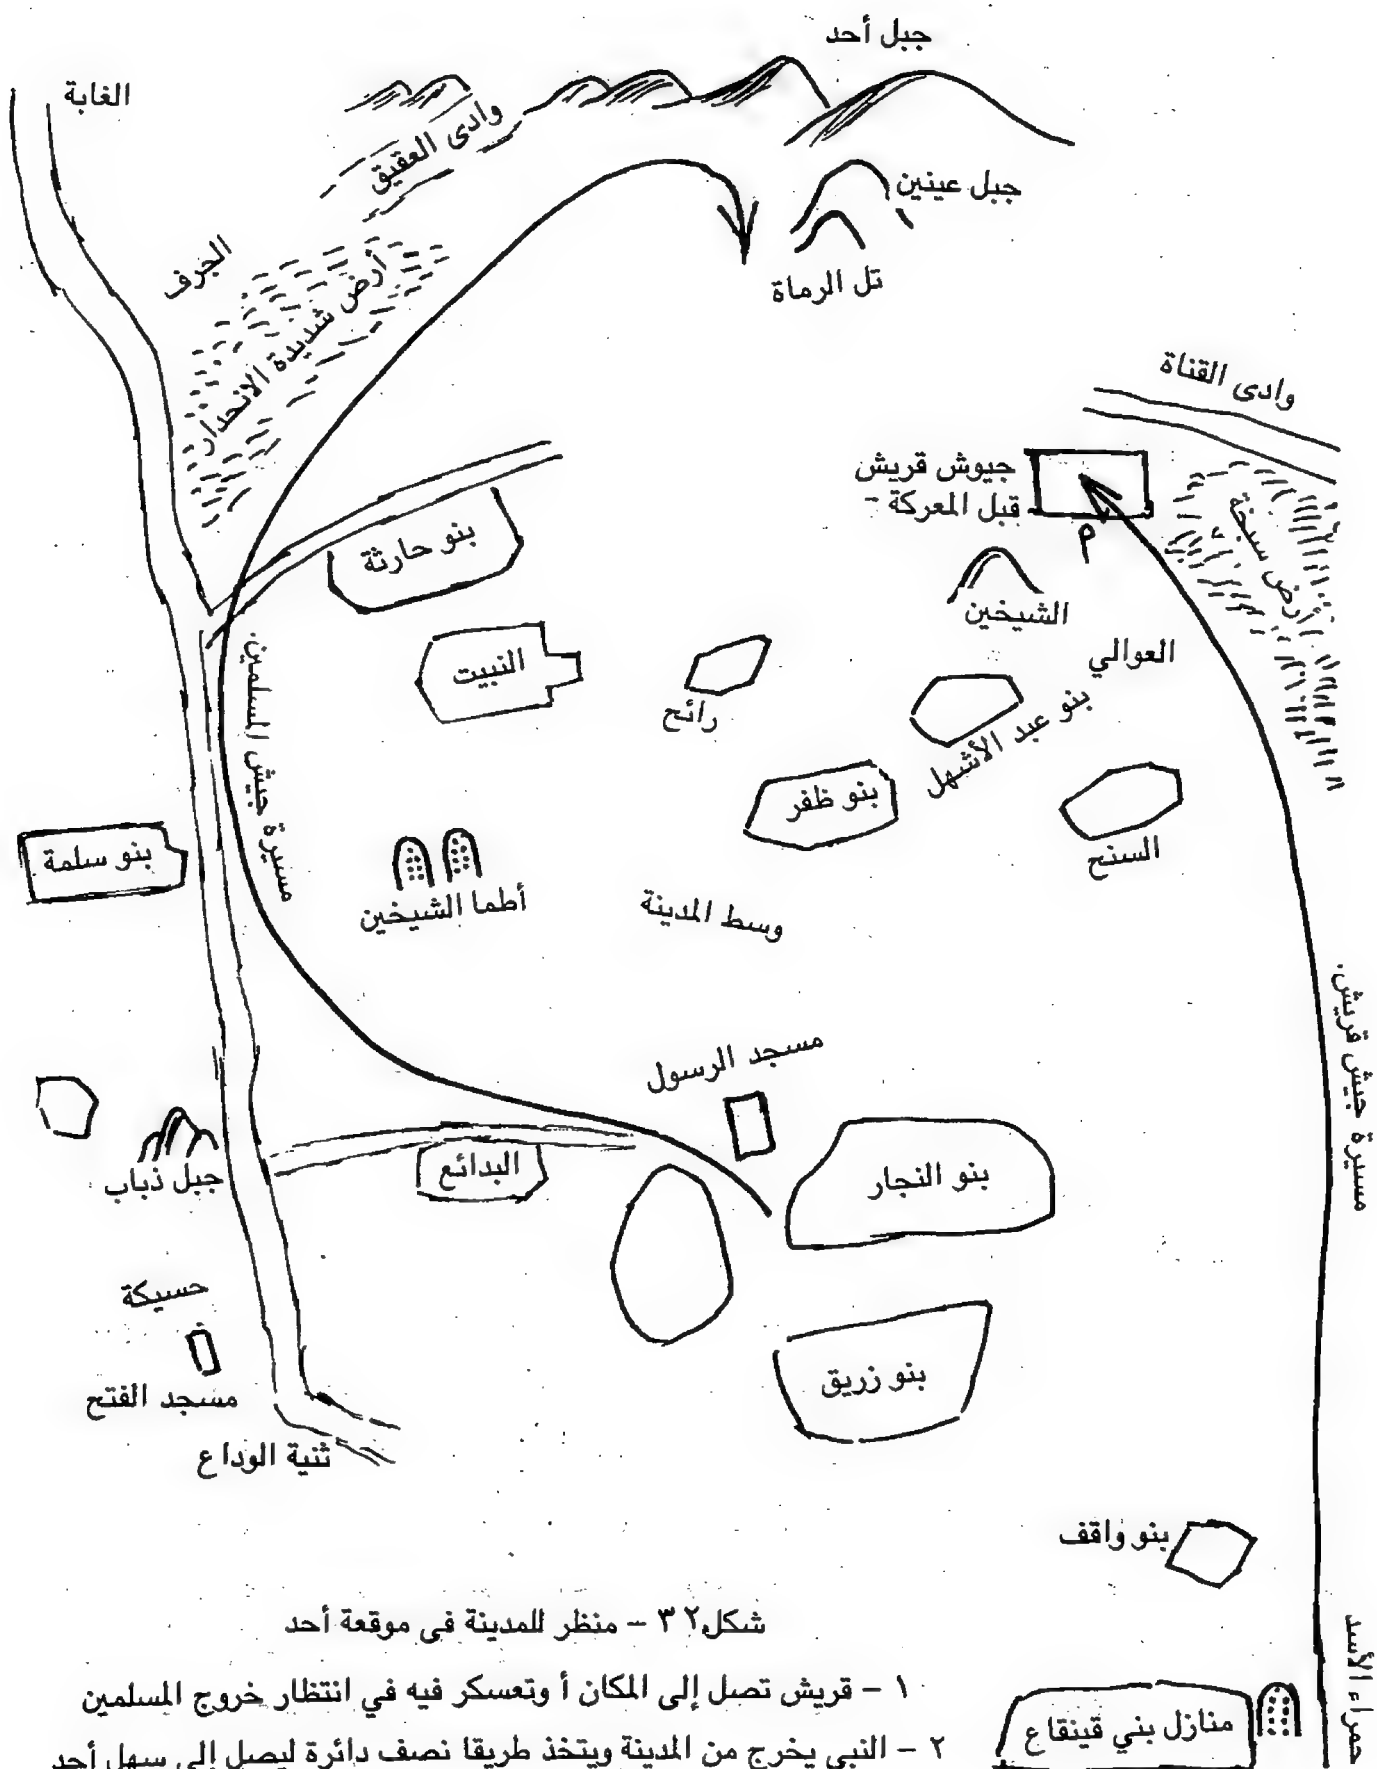 جبل أحد
الغابة
وادى العقيق
جبل عينين
الجرف
تل الرماة
أرض شديدة الانحدار
وادى القناة
جيوش قريش
قبل المعركة -
م
أرض سبخة
بنو حارثة
الشيخين
العوالي
النبيت
رائح
بنو عبد الأشهل
مسيرة جيش المسلمين.
بنو ظفر
السنح
بنو سلمة
أطما الشيخين
وسط المدينة
مسيرة جيش قريش.
مسجد الرسول
البدائع
بنو النجار
جبل ذباب
حسيكة
مسجد الفتح
بنو زريق
ثنية الوداع
بنو واقف
حمراء الأسد
منازل بني قينقاع
شكل ٣٢ - منظر للمدينة فى موقعة أحد
١ - قريش تصل إلى المكان أ وتعسكر فيه في انتظار خروج المسلمين
٢ - النبى يخرج من المدينة ويتخذ طريقا نصف دائرة ليصل إلى سهل أحد